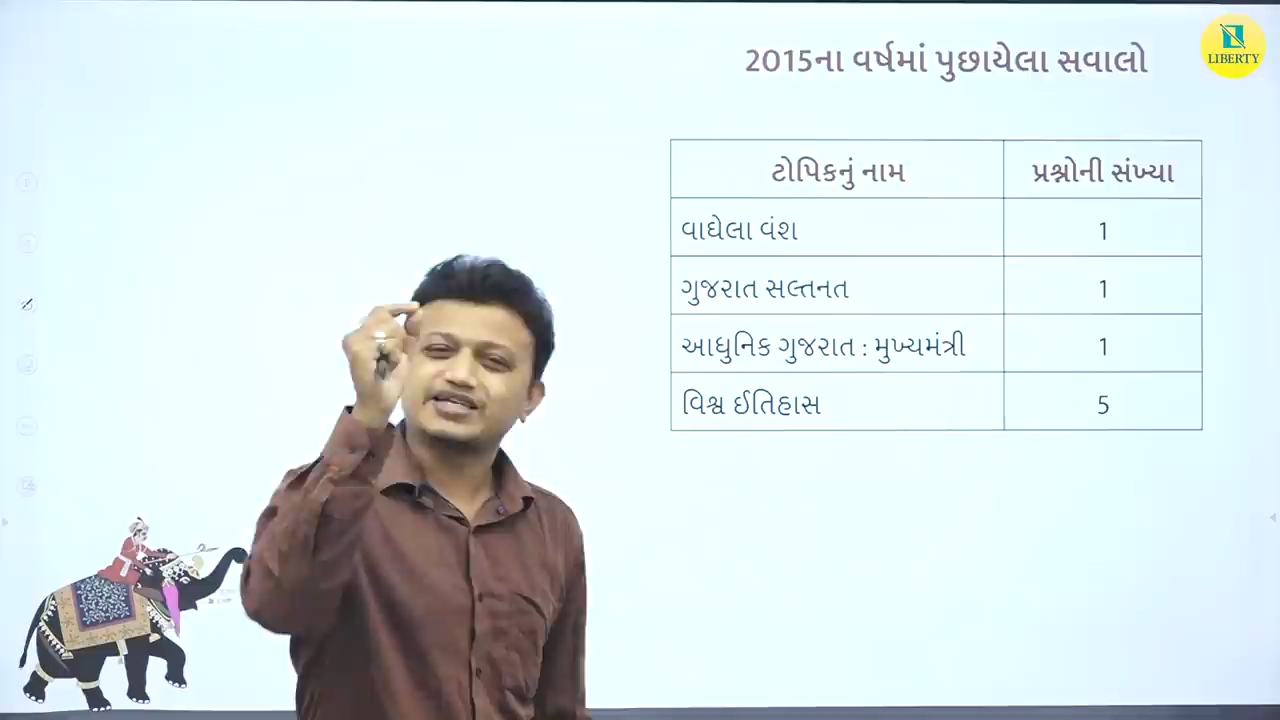 LIBERTY
2015ના વર્ષમાં પુછાયેલા સવાલો
ટોપિકનું નામ પ્રશ્નોની સંખ્યા
વાઘેલા વંશ 1
ગુજરાત સલ્તનત 1
આધુનિક ગુજરાત : મુખ્યમંત્રી 1
વિશ્વ ઈતિહાસ 5